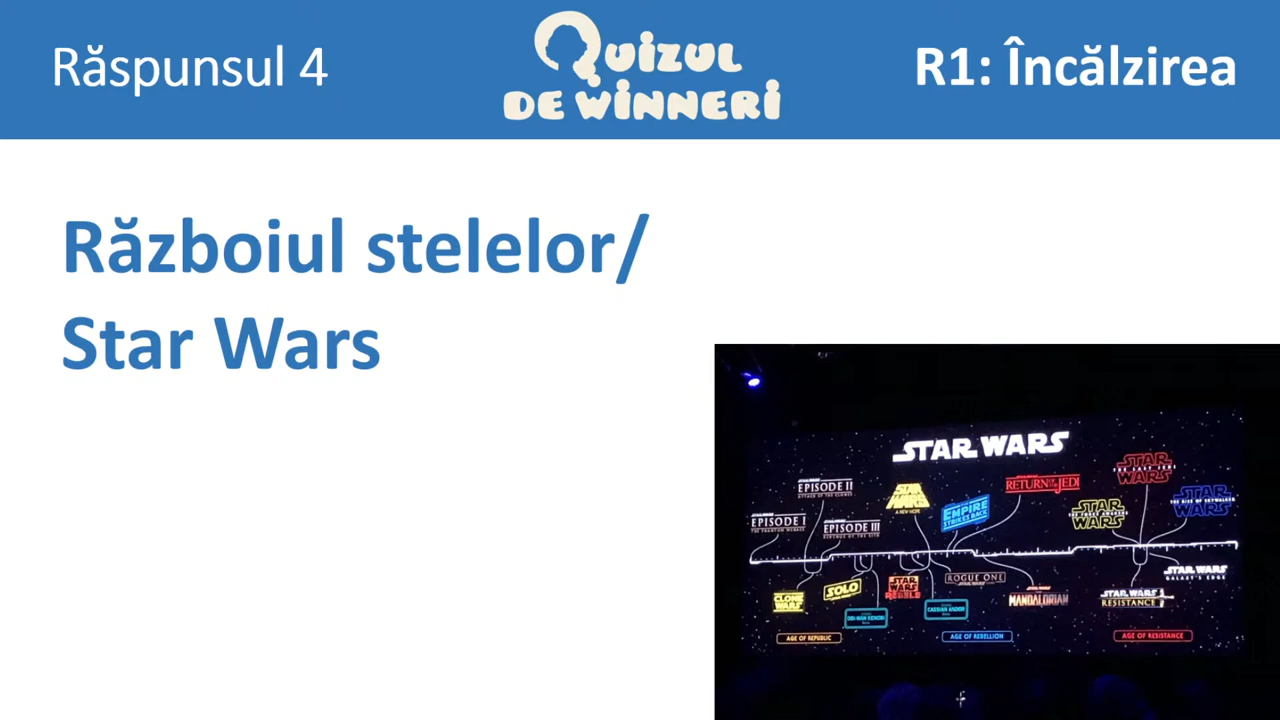 Răspunsul 4
Quizul
de Winneri
R1: Încălzirea
Războiul stelelor/
Star Wars
STAR WARS
EPISODE I
THE PHANTOM MENACE
EPISODE II
ATTACK OF THE CLONES
EPISODE III
REVENGE OF THE SITH
STAR WARS
A NEW HOPE
EMPIRE
STRIKES BACK
RETURN OF THE JEDI
STAR WARS
THE FORCE AWAKENS
STAR WARS
THE LAST JEDI
STAR WARS
THE RISE OF SKYWALKER
CLONE
WARS
SOLO
OBI WAN KENOBI
STAR WARS
REBELS
CASSIAN ANDOR
ROGUE ONE
MANDALORIAN
STAR WARS
RESISTANCE
STAR WARS
GALAXY'S EDGE
AGE OF REPUBLIC
AGE OF REBELLION
AGE OF RESISTANCE